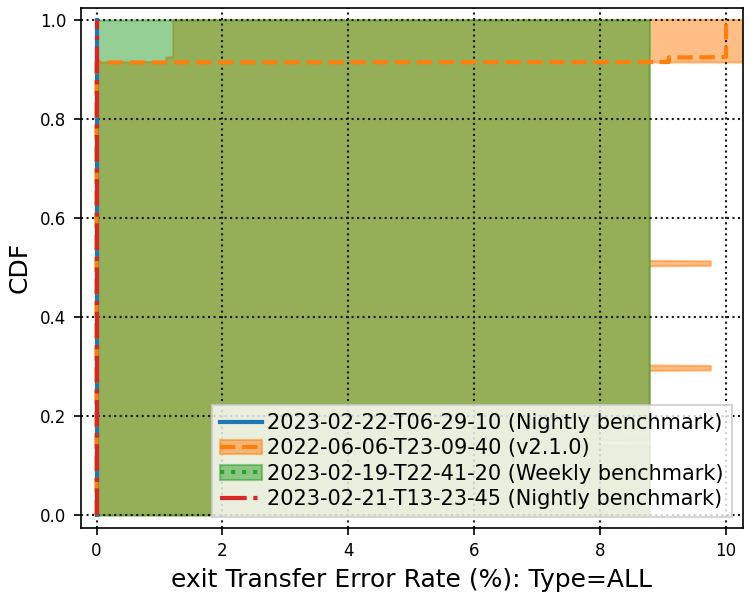 1.0
0.8
0.6
0.4
0.2
0.0
CDF
2023-02-22-T06-29-10 (Nightly benchmark)
2022-06-06-T23-09-40 (v2.1.0)
2023-02-19-T22-41-20 (Weekly benchmark)
2023-02-21-T13-23-45 (Nightly benchmark)
0 2 4 6 8 10
exit Transfer Error Rate (%): Type=ALL